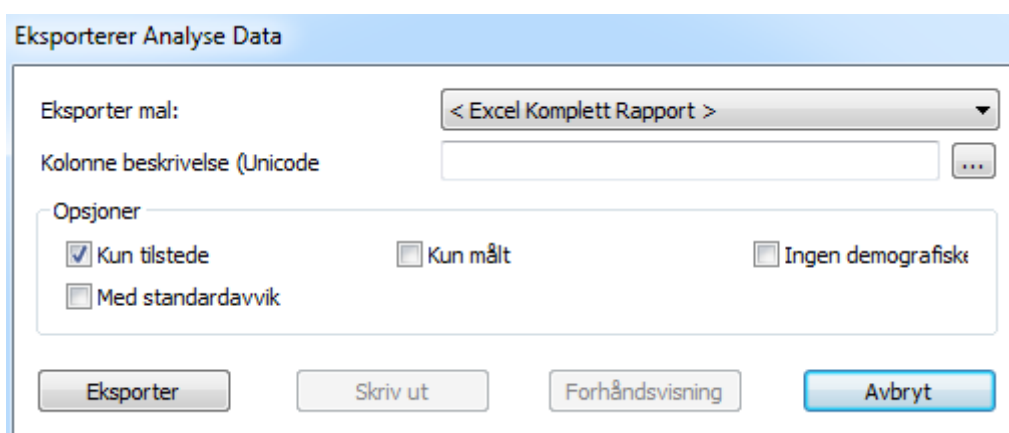 Eksporterer Analyse Data
Eksporter mal: < Excel Komplett Rapport >
Kolonne beskrivelse (Unicode ...
Opsjoner
Kun tilstede Kun målt Ingen demografiske
Med standardavvik
Eksporter Skriv ut Forhåndsvisning Avbryt